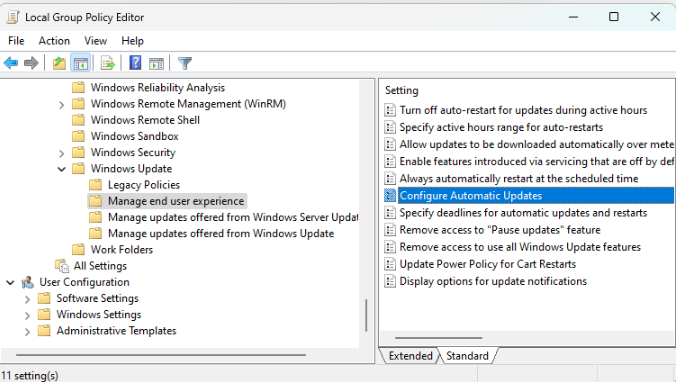 Local Group Policy Editor
File Action View Help
Windows Reliability Analysis
Windows Remote Management (WinRM)
Windows Remote Shell
Windows Sandbox
Windows Security
Windows Update
Legacy Policies
Manage end user experience
Manage updates offered from Windows Server Updat
Manage updates offered from Windows Update
Work Folders
All Settings
User Configuration
Software Settings
Windows Settings
Administrative Templates
Setting
Turn off auto-restart for updates during active hours
Specify active hours range for auto-restarts
Allow updates to be downloaded automatically over mete
Enable features introduced via servicing that are off by def
Always automatically restart at the scheduled time
Configure Automatic Updates
Specify deadlines for automatic updates and restarts
Remove access to "Pause updates" feature
Remove access to use all Windows Update features
Update Power Policy for Cart Restarts
Display options for update notifications
Extended Standard
11 setting(s)